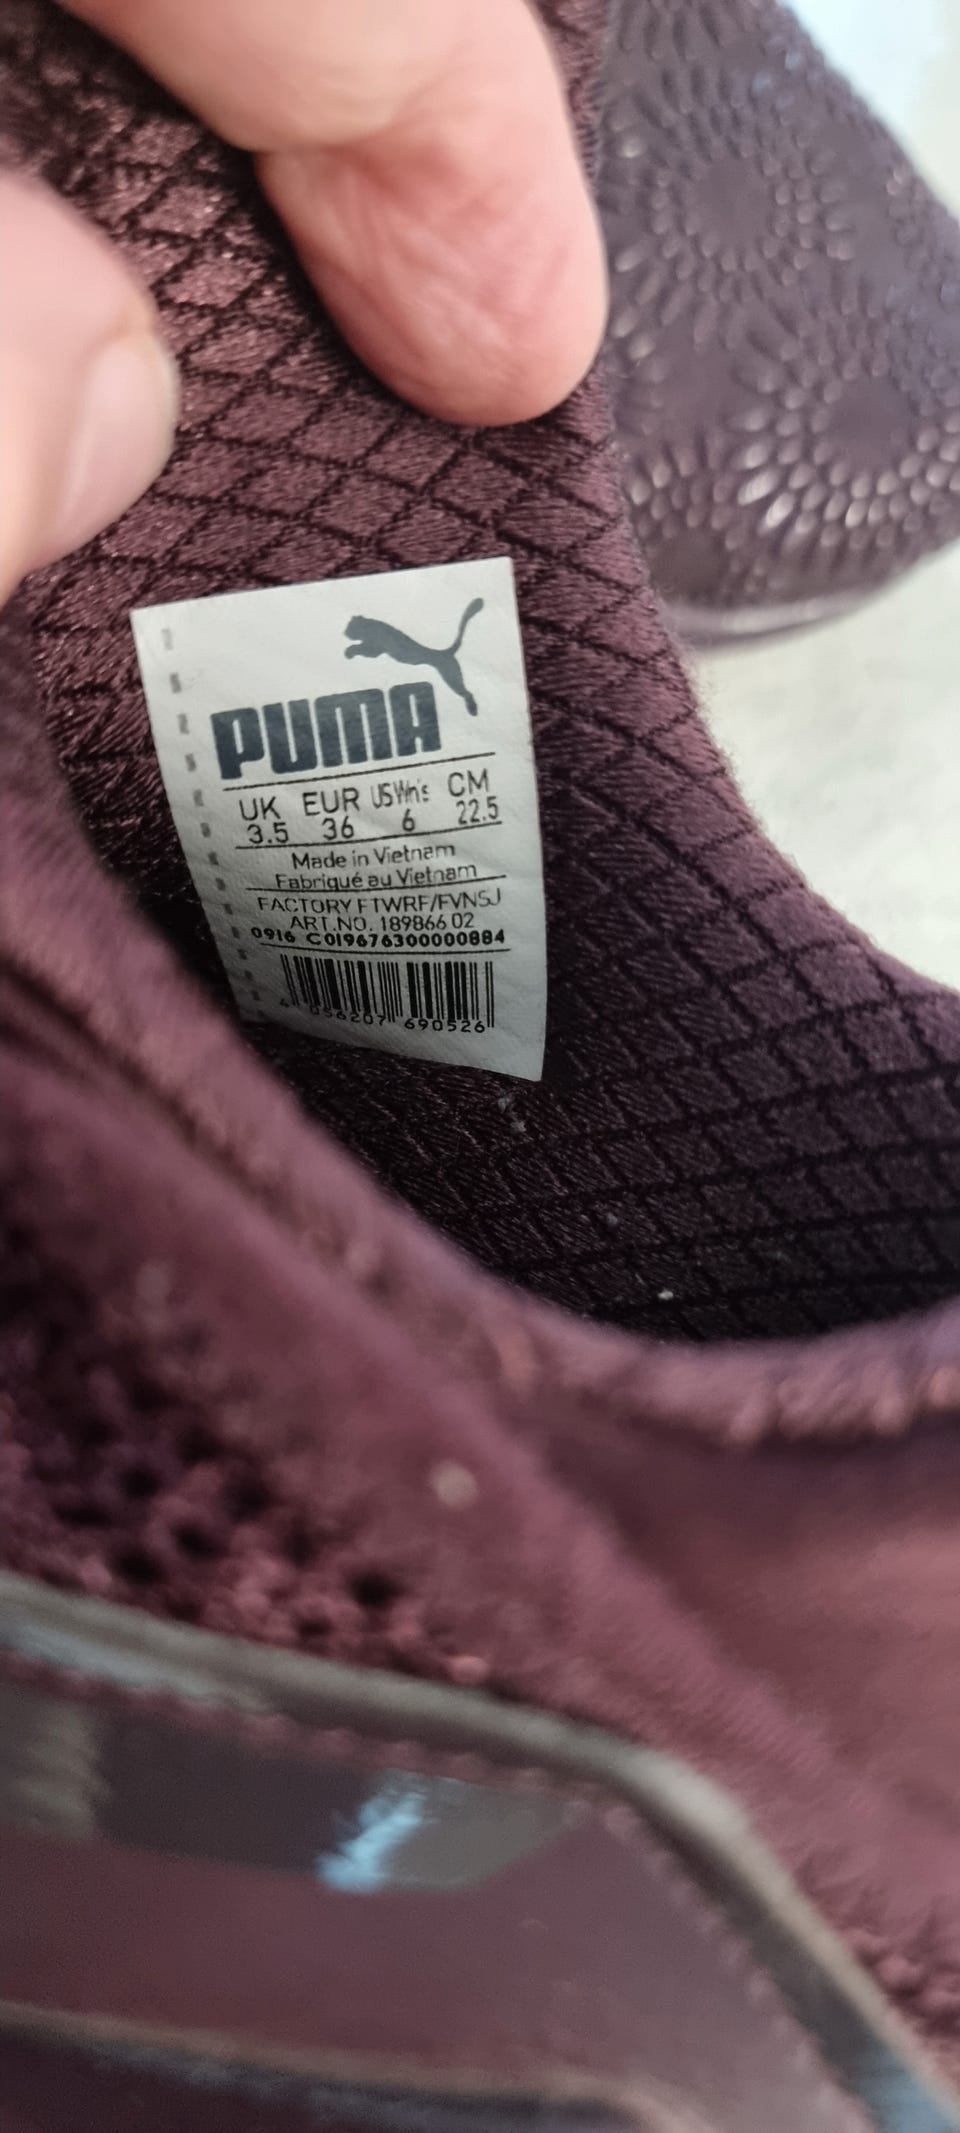 PUMA
UK EUR US Wn's CM
3.5 36 6 22.5
Made in Vietnam
Fabriqué au Vietnam
FACTORY FTWRF/FVNSJ
ART.NO. 189866 02
0916 C019676300000884
4 056207 690526